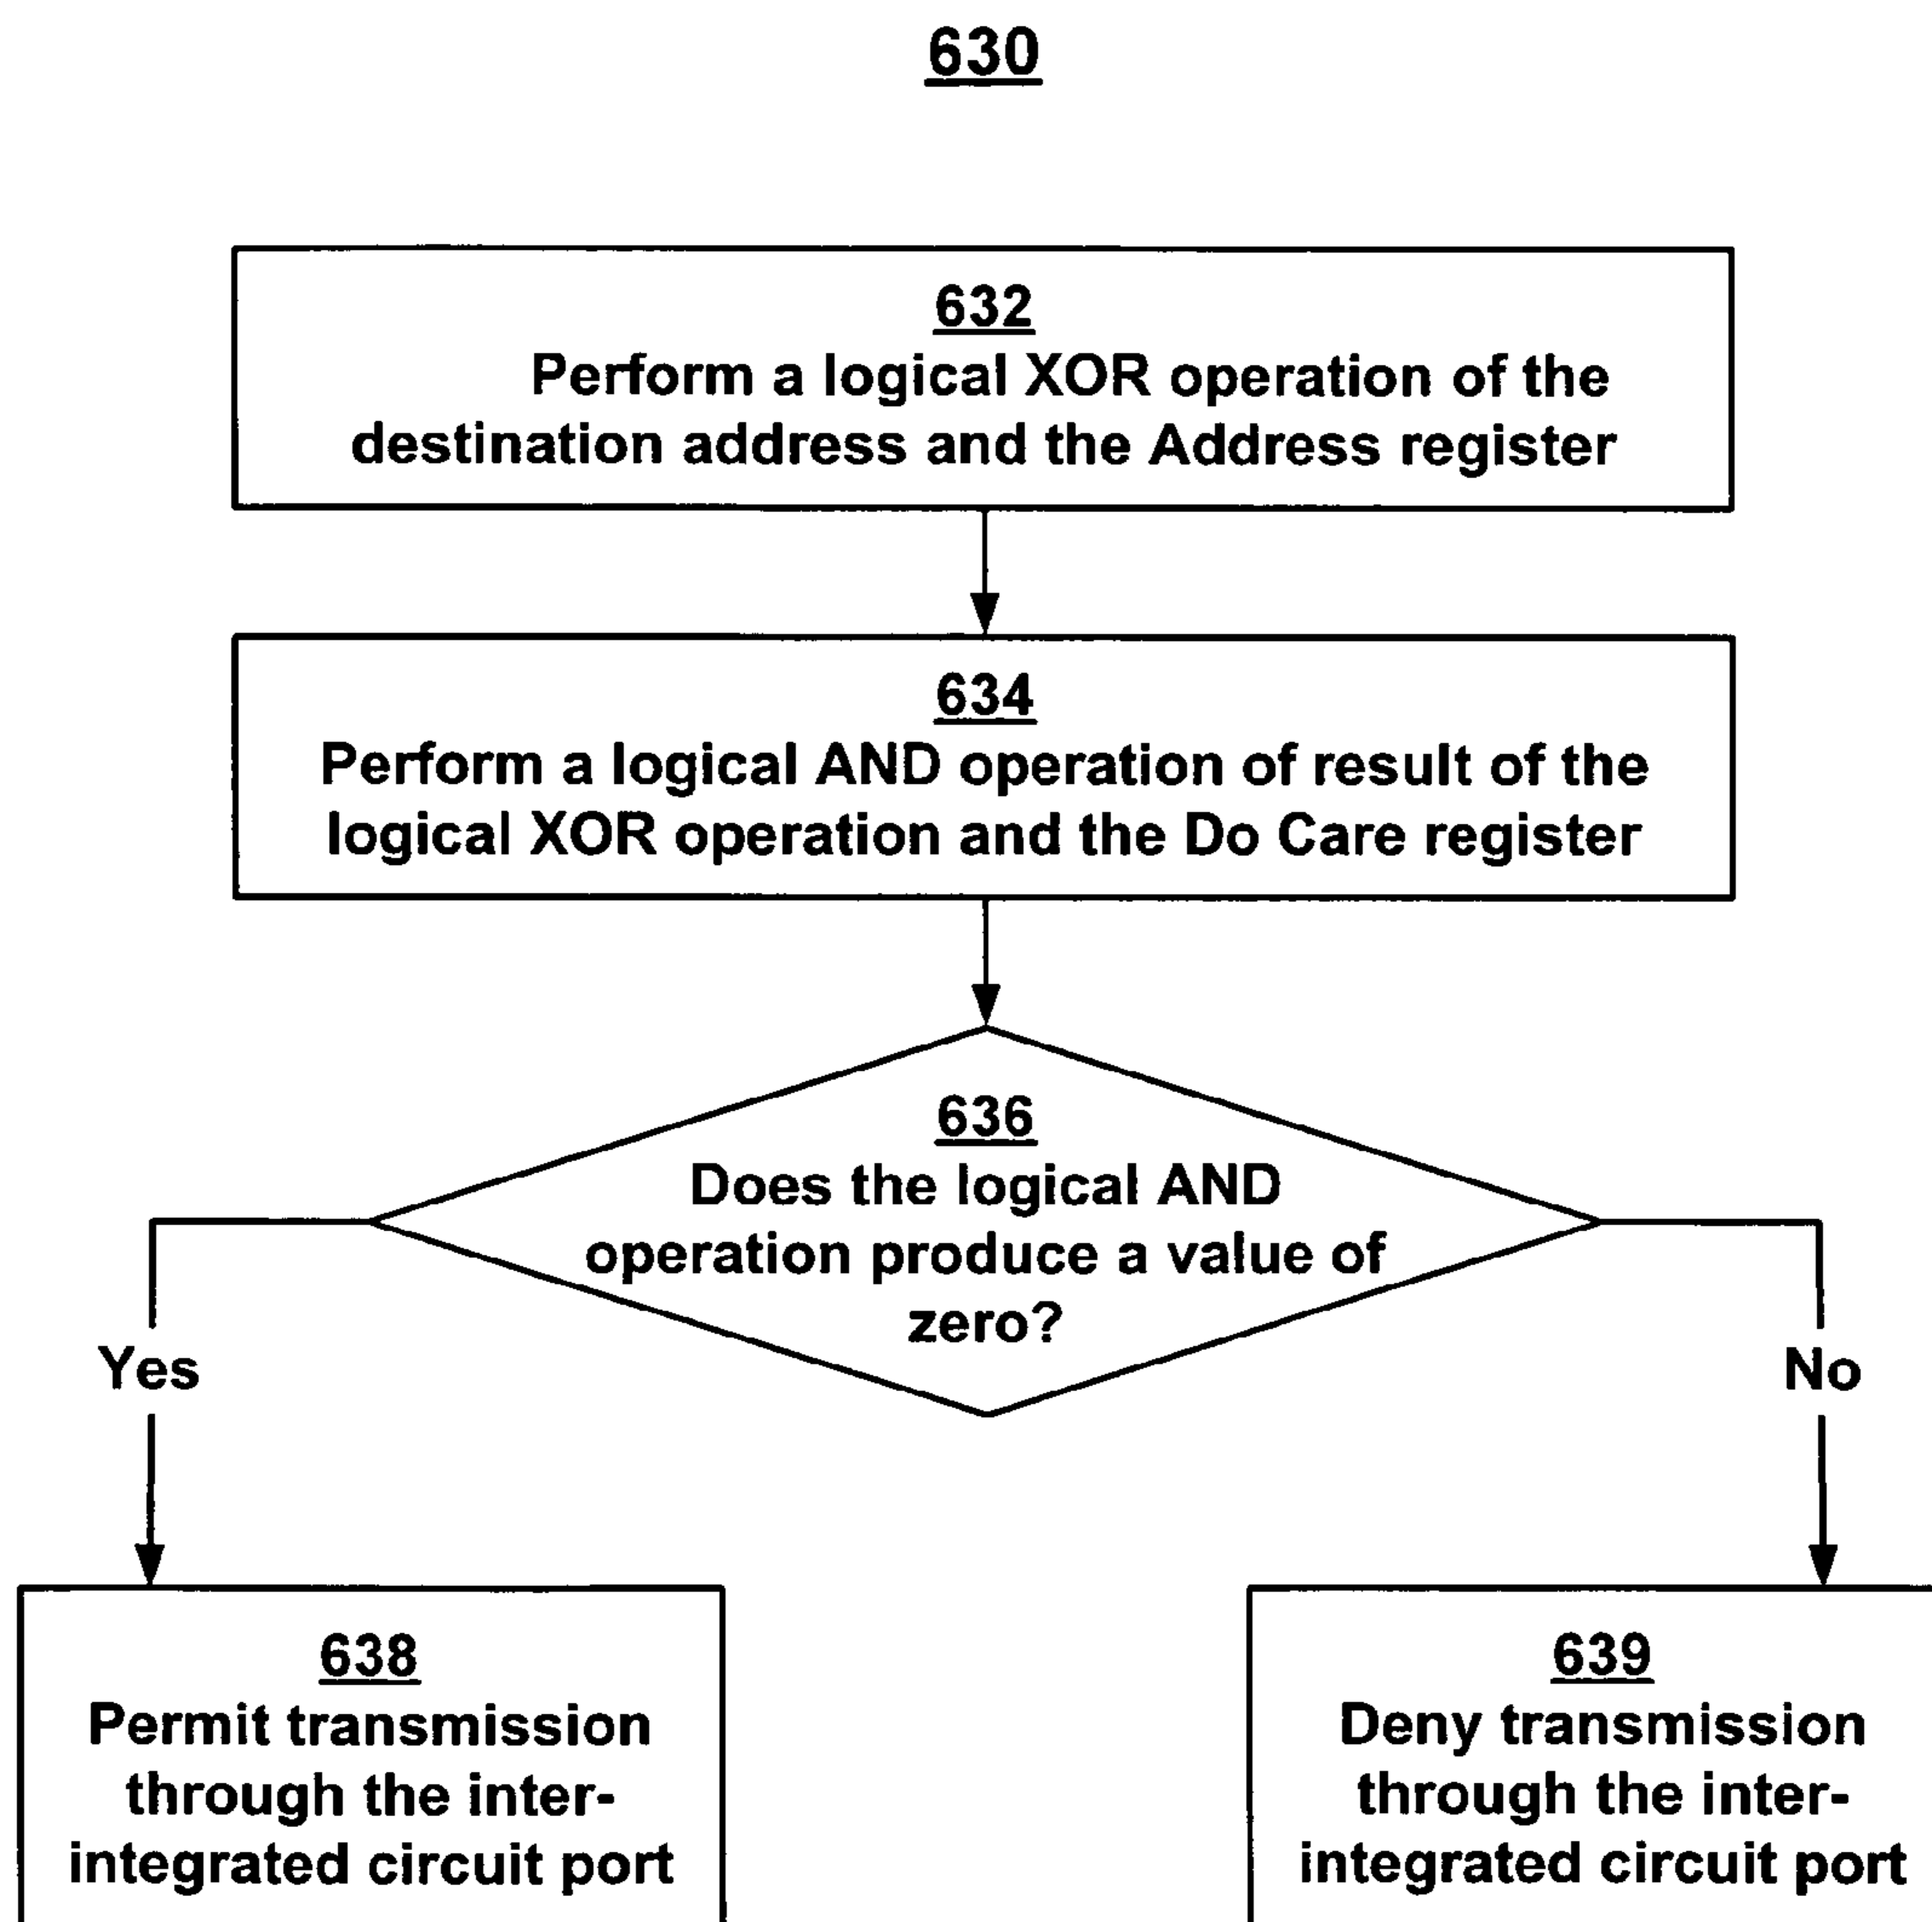 630
632
Perform a logical XOR operation of the
destination address and the Address register
634
Perform a logical AND operation of result of the
logical XOR operation and the Do Care register
636
Does the logical AND
operation produce a value of
zero?
Yes
No
638
Permit transmission
through the inter-
integrated circuit port
639
Deny transmission
through the inter-
integrated circuit port